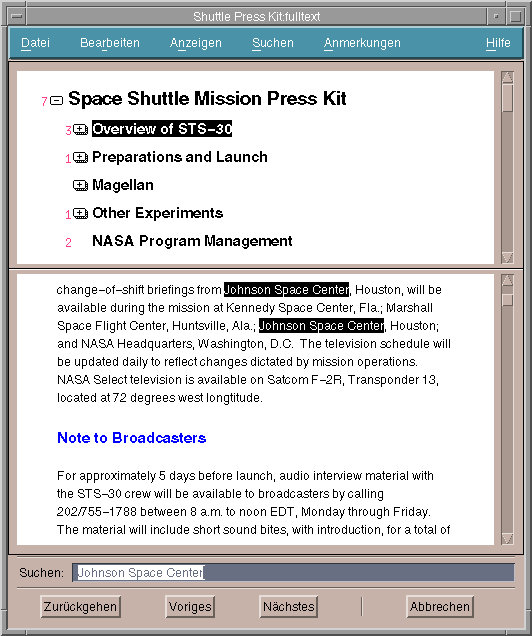 Shuttle Press Kit:fulltext
Datei Bearbeiten Anzeigen Suchen Anmerkungen Hilfe
7 Space Shuttle Mission Press Kit
3 Overview of STS-30
1 Preparations and Launch
Magellan
1 Other Experiments
2 NASA Program Management
change-of-shift briefings from Johnson Space Center, Houston, will be
available during the mission at Kennedy Space Center, Fla.; Marshall
Space Flight Center, Huntsville, Ala.; Johnson Space Center, Houston;
and NASA Headquarters, Washington, D.C. The television schedule will
be updated daily to reflect changes dictated by mission operations.
NASA Select television is available on Satcom F-2R, Transponder 13,
located at 72 degrees west longtitude.
Note to Broadcasters
For approximately 5 days before launch, audio interview material with
the STS-30 crew will be available to broadcasters by calling
202/755-1788 between 8 a.m. to noon EDT, Monday through Friday.
The material will include short sound bites, with introduction, for a total of
Suchen: Johnson Space Center
Zurückgehen Voriges Nächstes Abbrechen